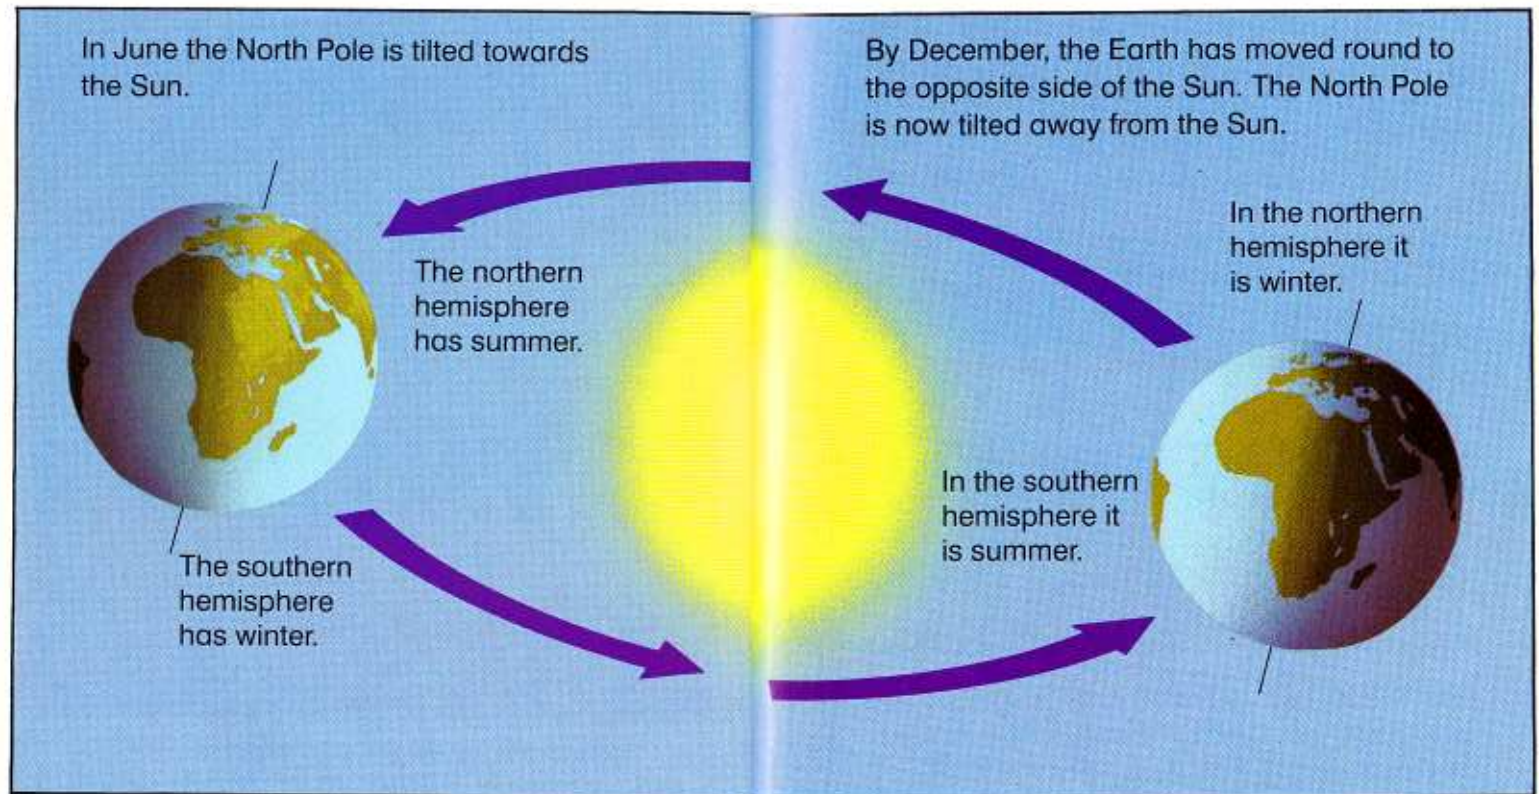 In June the North Pole is tilted towards
the Sun.
The northern
hemisphere
has summer.
The southern
hemisphere
has winter.
By December, the Earth has moved round to
the opposite side of the Sun. The North Pole
is now tilted away from the Sun.
In the northern
hemisphere it
is winter.
In the southern
hemisphere it
is summer.